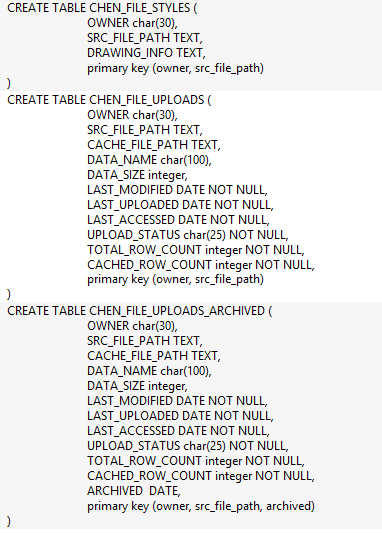 CREATE TABLE CHEN_FILE_STYLES (
OWNER char(30),
SRC_FILE_PATH TEXT,
DRAWING_INFO TEXT,
primary key (owner, src_file_path)
)
CREATE TABLE CHEN_FILE_UPLOADS (
OWNER char(30),
SRC_FILE_PATH TEXT,
CACHE_FILE_PATH TEXT,
DATA_NAME char(100),
DATA_SIZE integer,
LAST_MODIFIED DATE NOT NULL,
LAST_UPLOADED DATE NOT NULL,
LAST_ACCESSED DATE NOT NULL,
UPLOAD_STATUS char(25) NOT NULL,
TOTAL_ROW_COUNT integer NOT NULL,
CACHED_ROW_COUNT integer NOT NULL,
primary key (owner, src_file_path)
)
CREATE TABLE CHEN_FILE_UPLOADS_ARCHIVED (
OWNER char(30),
SRC_FILE_PATH TEXT,
CACHE_FILE_PATH TEXT,
DATA_NAME char(100),
DATA_SIZE integer,
LAST_MODIFIED DATE NOT NULL,
LAST_UPLOADED DATE NOT NULL,
LAST_ACCESSED DATE NOT NULL,
UPLOAD_STATUS char(25) NOT NULL,
TOTAL_ROW_COUNT integer NOT NULL,
CACHED_ROW_COUNT integer NOT NULL,
ARCHIVED  DATE,
primary key (owner, src_file_path, archived)
)